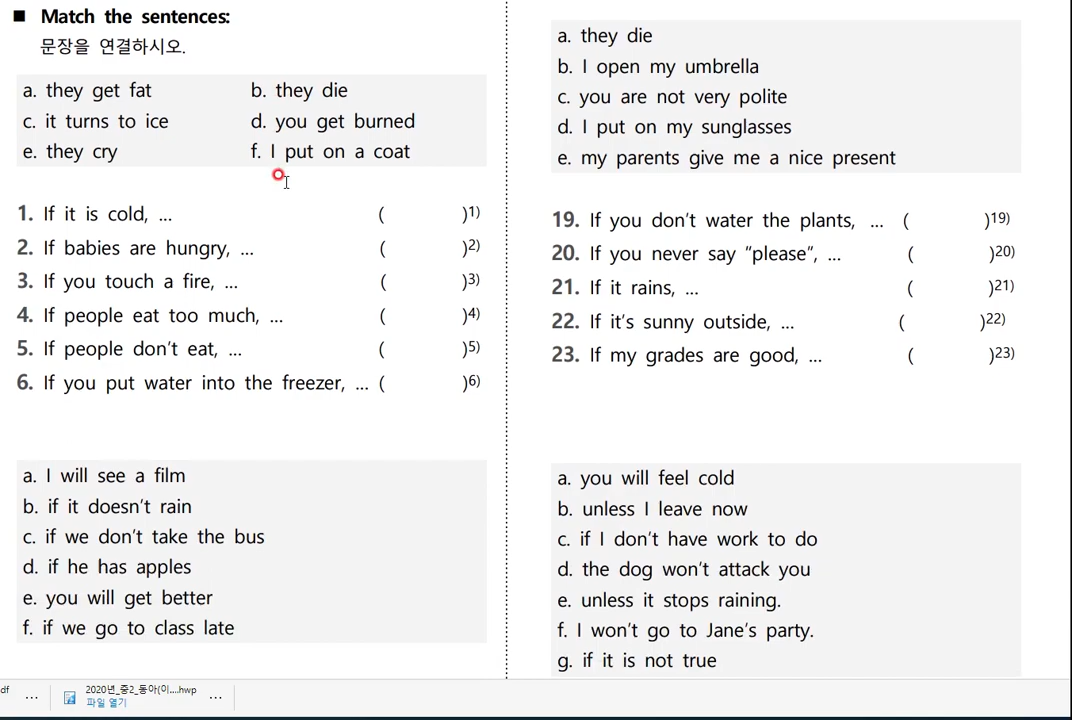 ■ Match the sentences:
문장을 연결하시오.
a. they get fat b. they die
c. it turns to ice d. you get burned
e. they cry f. I put on a coat
1. If it is cold, ... ( )1)
2. If babies are hungry, ... ( )2)
3. If you touch a fire, ... ( )3)
4. If people eat too much, ... ( )4)
5. If people don't eat, ... ( )5)
6. If you put water into the freezer, ... ( )6)
a. I will see a film
b. if it doesn't rain
c. if we don't take the bus
d. if he has apples
e. you will get better
f. if we go to class late
a. they die
b. I open my umbrella
c. you are not very polite
d. I put on my sunglasses
e. my parents give me a nice present
19. If you don't water the plants, ... ( )19)
20. If you never say "please", ... ( )20)
21. If it rains, ... ( )21)
22. If it's sunny outside, ... ( )22)
23. If my grades are good, ... ( )23)
a. you will feel cold
b. unless I leave now
c. if I don't have work to do
d. the dog won't attack you
e. unless it stops raining.
f. I won't go to Jane's party.
g. if it is not true
df ... 2020년_중2_동아(이....hwp ...
파일 열기